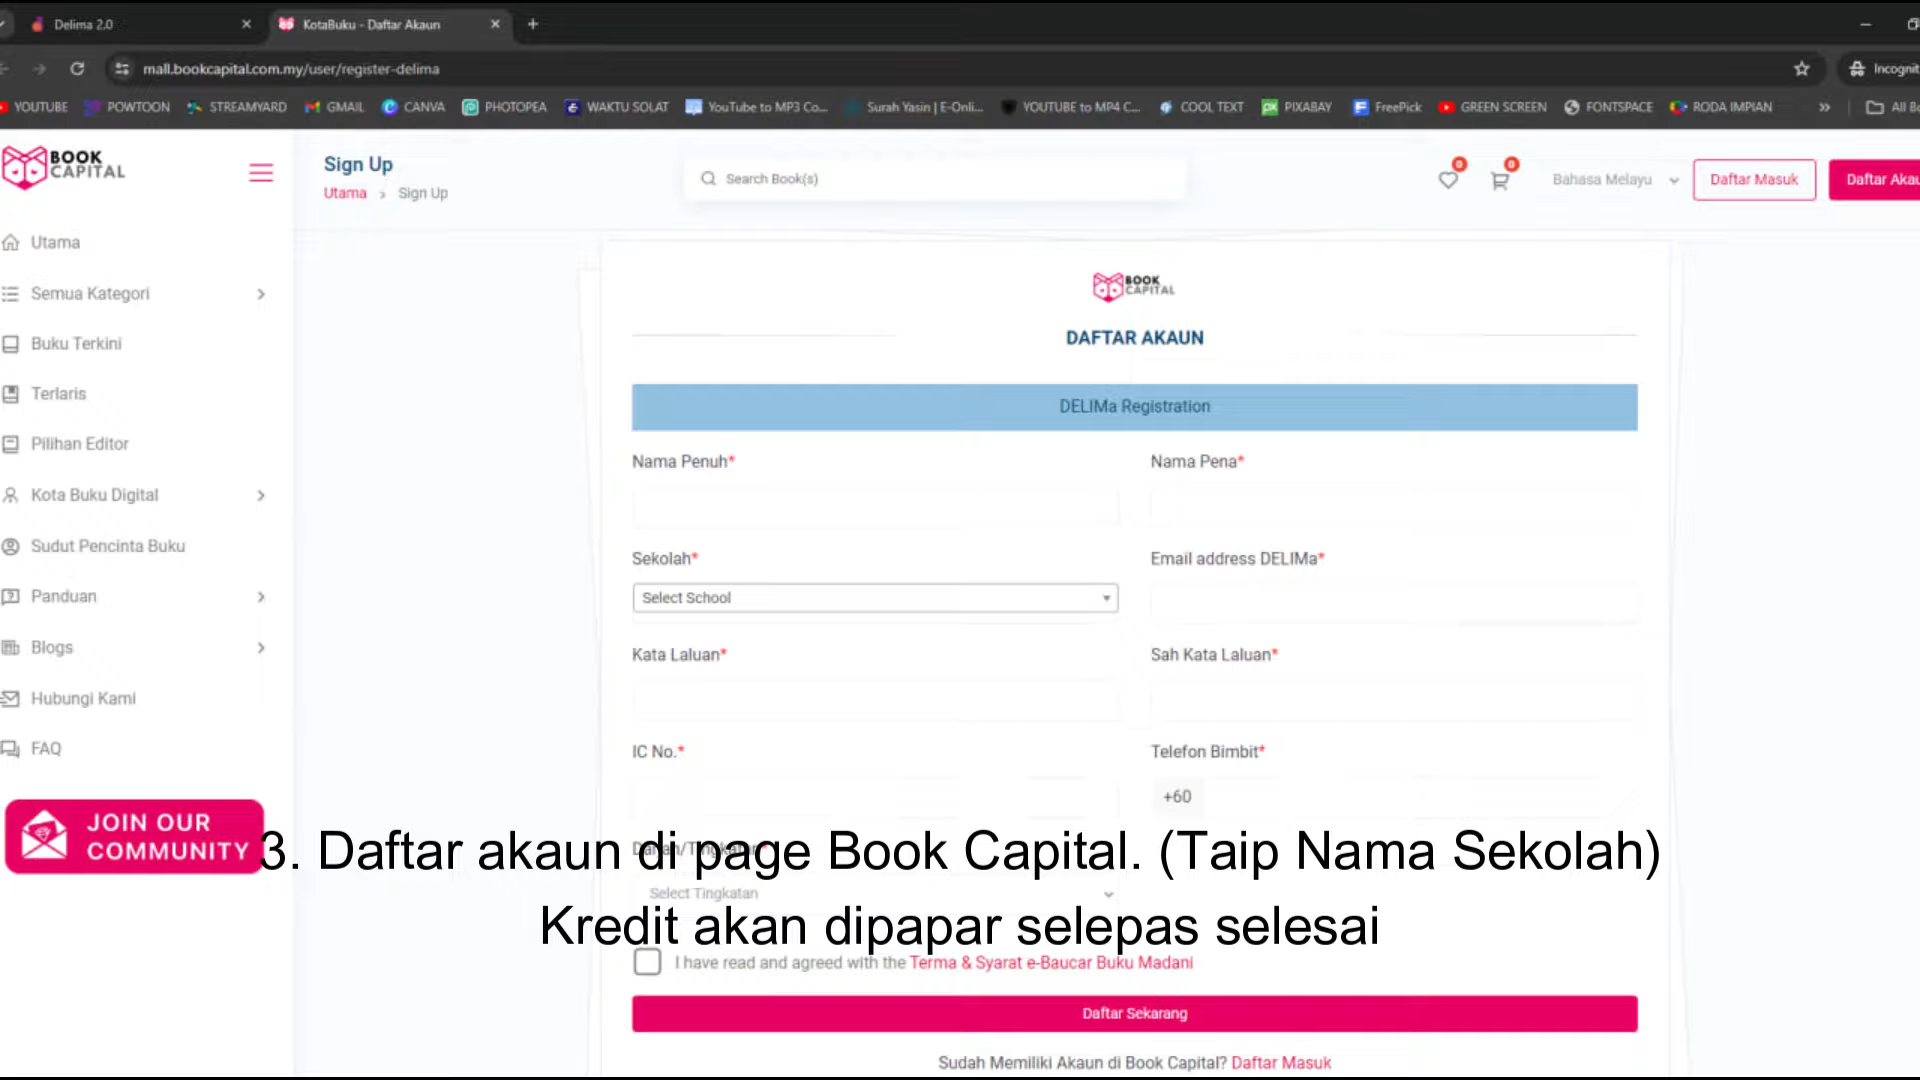 Delima 2.0
KotaBuku - Daftar Akaun
mall.bookcapital.com.my/user/register-delima
YOUTUBE POWTOON STREAMYARD GMAIL CANVA PHOTOPEA WAKTU SOLAT YouTube to MP3 Co... Surah Yasin | E-Onli... YOUTUBE to MP4 C... COOL TEXT PIXABAY FreePick GREEN SCREEN FONTSPACE RODA IMPIAN » All
BOOK
CAPITAL
Sign Up
Utama > Sign Up
Search Book(s)
0
0
Bahasa Melayu
Daftar Masuk
Daftar
Utama
Semua Kategori
Buku Terkini
Terlaris
Pilihan Editor
Kota Buku Digital
Sudut Pencinta Buku
Panduan
Blogs
Hubungi Kami
FAQ
JOIN OUR
COMMUNITY
BOOK
CAPITAL
DAFTAR AKAUN
DELIMa Registration
Nama Penuh*
Nama Pena*
Sekolah*
Email address DELIMa*
Select School
Kata Laluan*
Sah Kata Laluan*
IC No.*
Telefon Bimbit*
+60
3. Daftar akaun di page Book Capital. (Taip Nama Sekolah)
Select Tingkatan
Kredit akan dipapar selepas selesai
I have read and agreed with the Terma & Syarat e-Baucar Buku Madani
Daftar Sekarang
Sudah Memiliki Akaun di Book Capital? Daftar Masuk